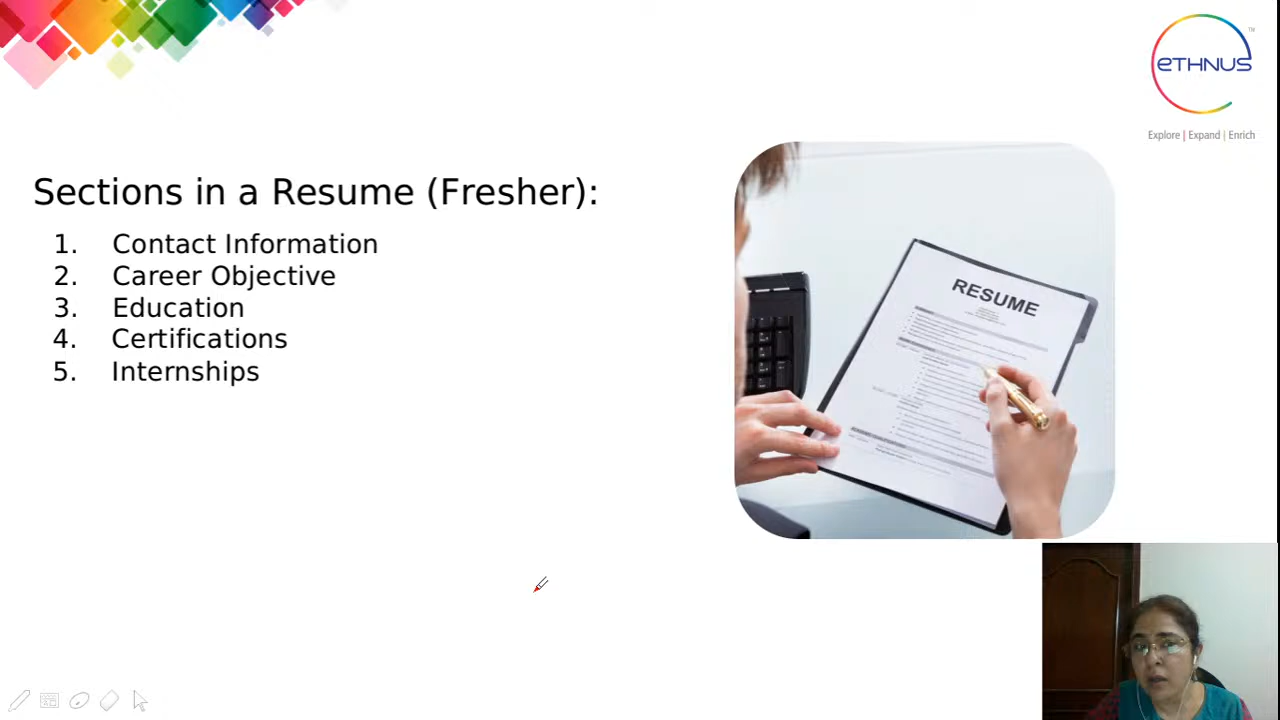 ETHNUS
TM
Explore | Expand | Enrich
Sections in a Resume (Fresher):
1. Contact Information
2. Career Objective
3. Education
4. Certifications
5. Internships
RESUME